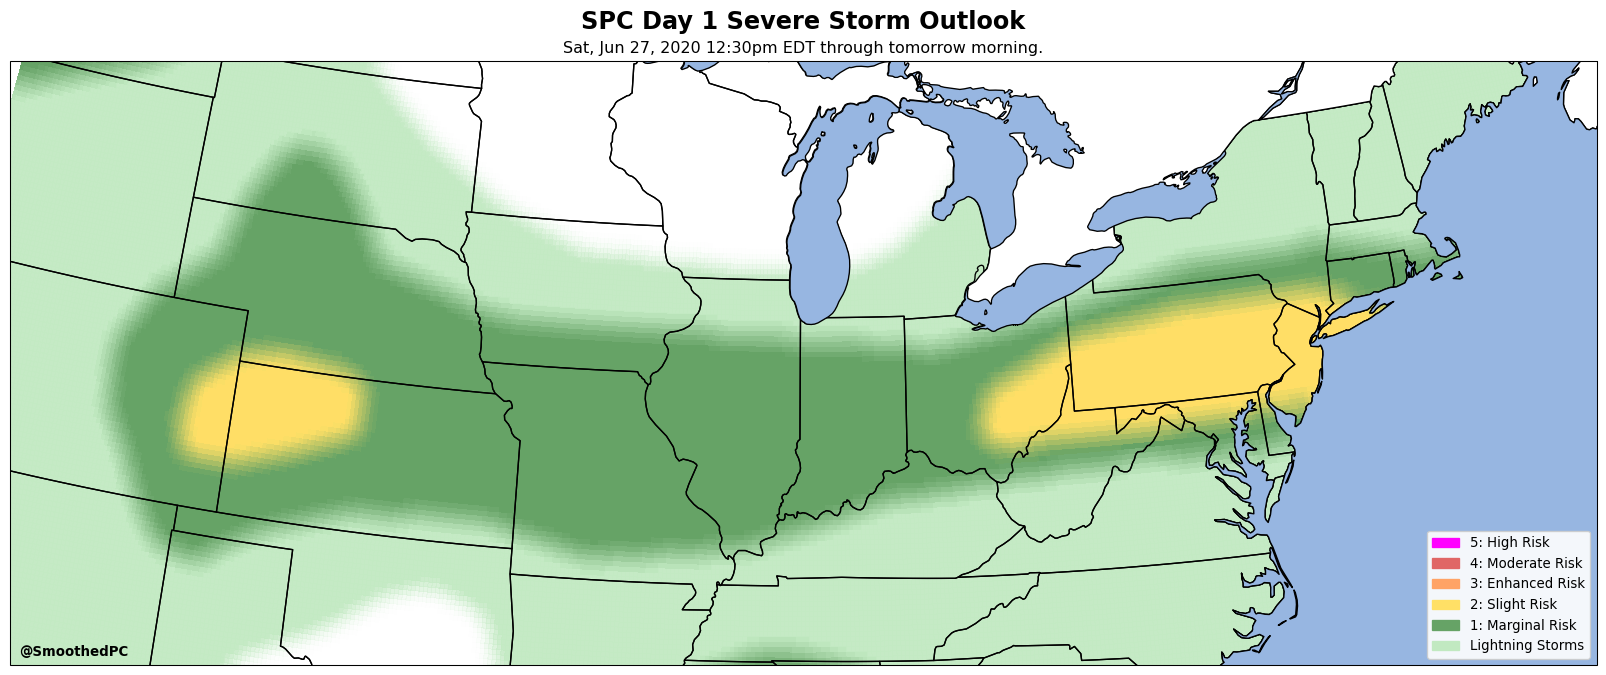 SPC Day 1 Severe Storm Outlook
Sat, Jun 27, 2020 12:30pm EDT through tomorrow morning.
5: High Risk
4: Moderate Risk
3: Enhanced Risk
2: Slight Risk
1: Marginal Risk
Lightning Storms
@SmoothedPC